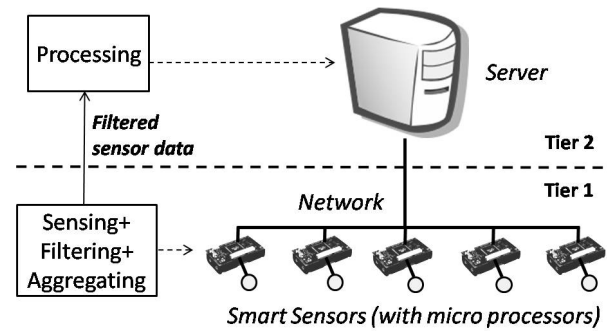 Processing
Server
Filtered
sensor data
Tier 2
Tier 1
Network
Sensing+
Filtering+
Aggregating
Smart Sensors (with micro processors)